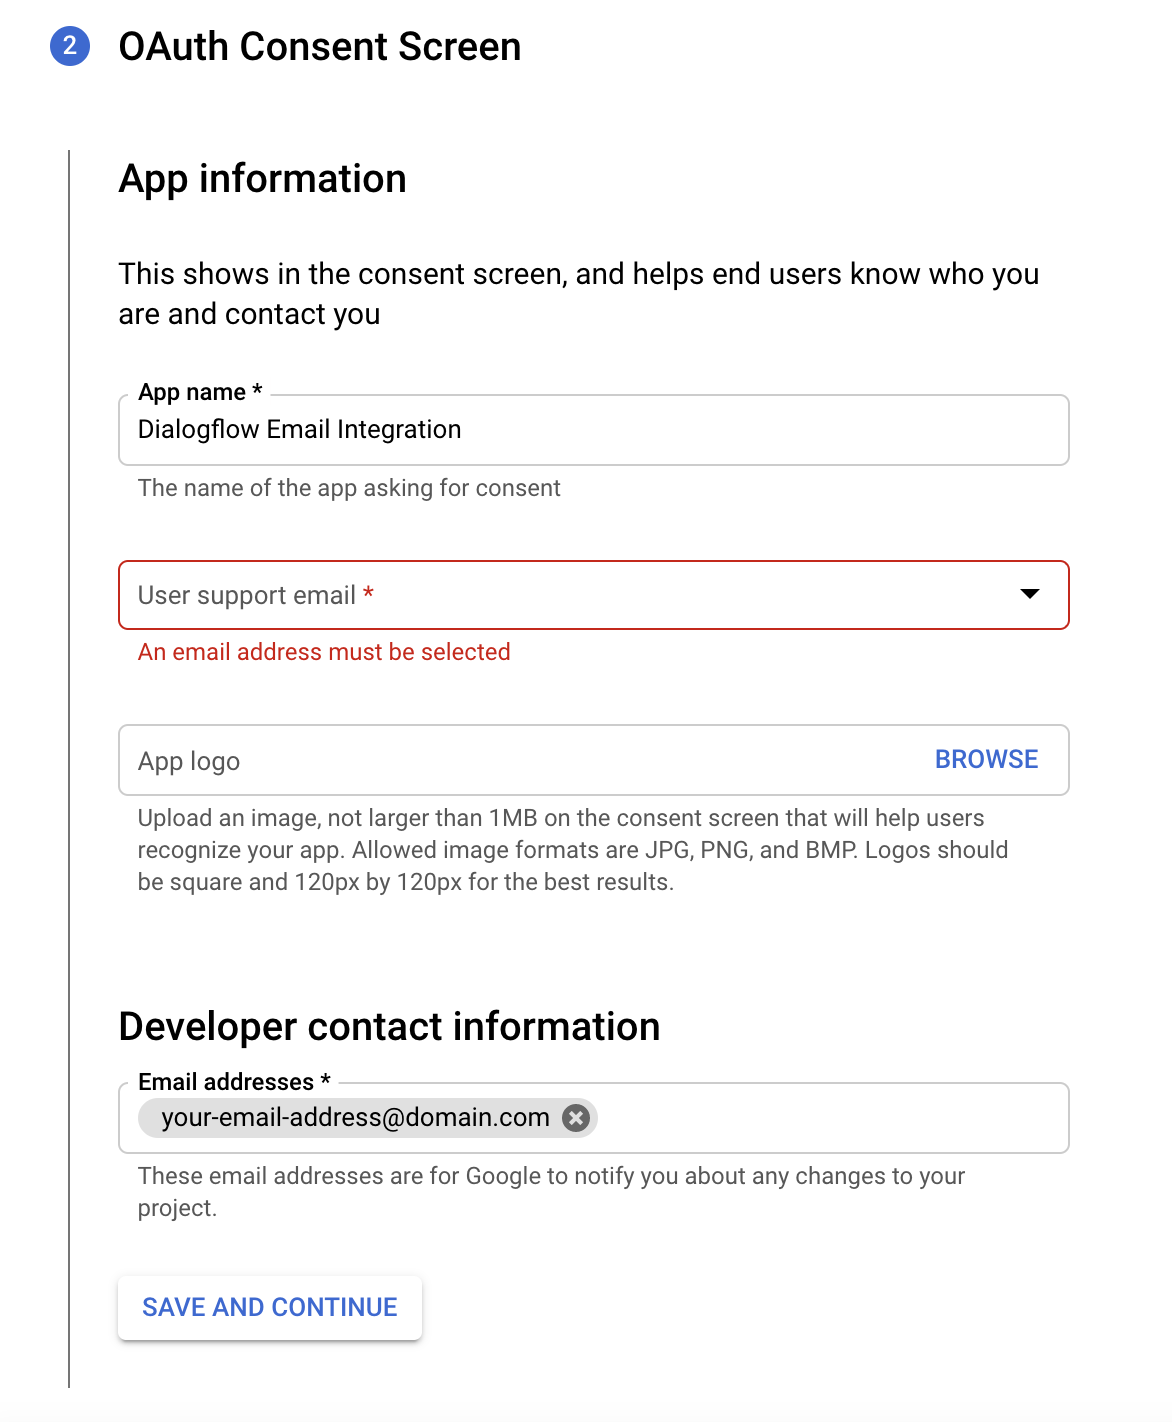 2 OAuth Consent Screen
App information
This shows in the consent screen, and helps end users know who you
are and contact you
App name *
Dialogflow Email Integration
The name of the app asking for consent
User support email *
An email address must be selected
App logo BROWSE
Upload an image, not larger than 1MB on the consent screen that will help users
recognize your app. Allowed image formats are JPG, PNG, and BMP. Logos should
be square and 120px by 120px for the best results.
Developer contact information
Email addresses *
your-email-address@domain.com
These email addresses are for Google to notify you about any changes to your
project.
SAVE AND CONTINUE